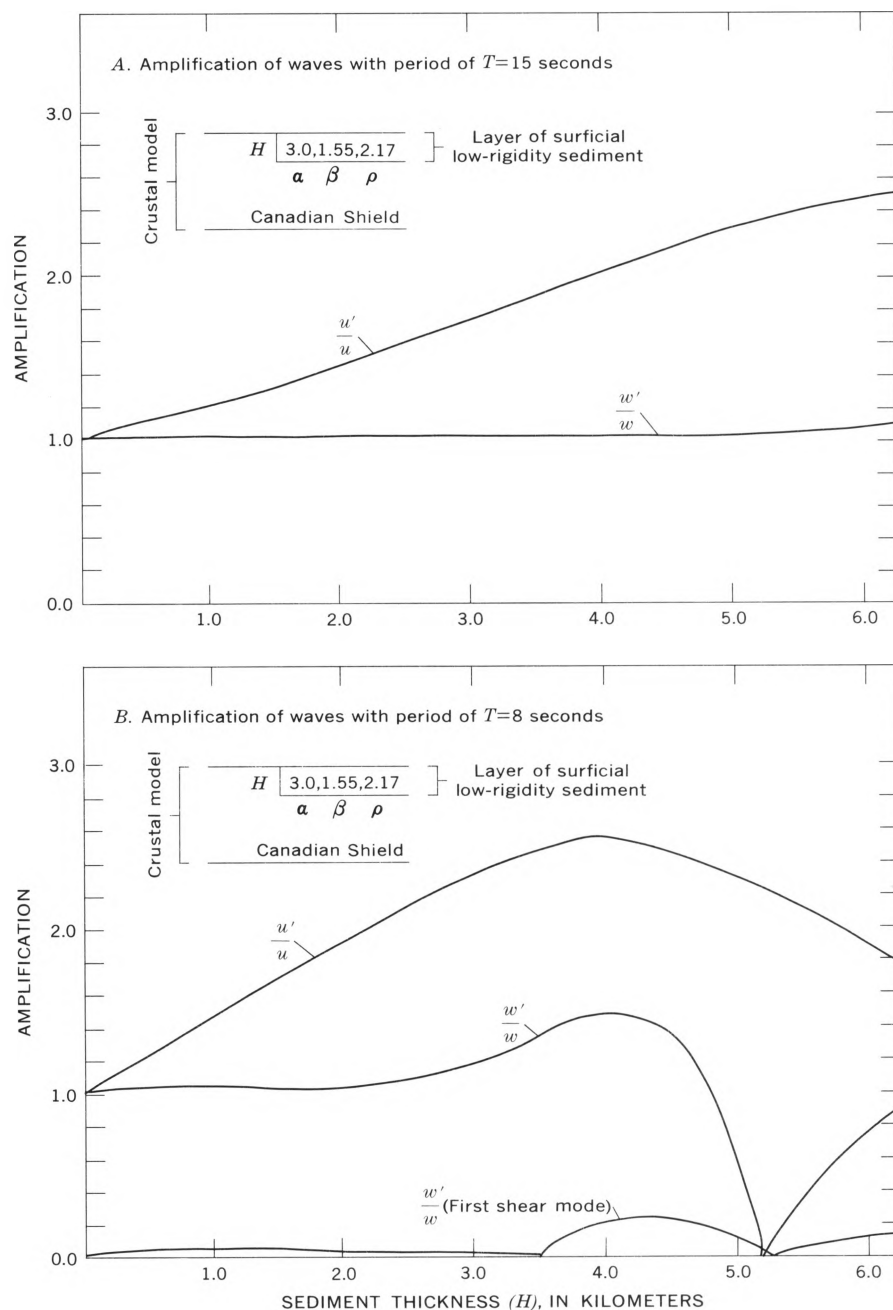 A. Amplification of waves with period of T=15 seconds
Crustal model
H 3.0,1.55,2.17
α β ρ
Canadian Shield
Layer of surficial
low-rigidity sediment
AMPLIFICATION
3.0
2.0
1.0
0.0
u'
u
w'
w
1.0 2.0 3.0 4.0 5.0 6.0
B. Amplification of waves with period of T=8 seconds
Crustal model
H 3.0,1.55,2.17
α β ρ
Canadian Shield
Layer of surficial
low-rigidity sediment
AMPLIFICATION
3.0
2.0
1.0
0.0
u'
u
w'
w
w'
w (First shear mode)
1.0 2.0 3.0 4.0 5.0 6.0
SEDIMENT THICKNESS (H), IN KILOMETERS